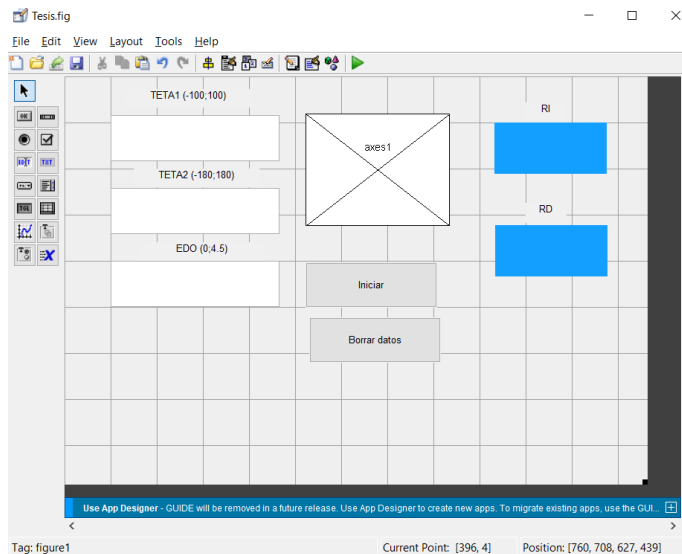 Tesis.fig
File Edit View Layout Tools Help
TETA1 (-100;100)
RI
axes1
TETA2 (-180;180)
RD
EDO (0;4.5)
Iniciar
Borrar datos
Use App Designer - GUIDE will be removed in a future release. Use App Designer to create new apps. To migrate existing apps, use the GUI...
Tag: figure1
Current Point: [396, 4]
Position: [760, 708, 627, 439]